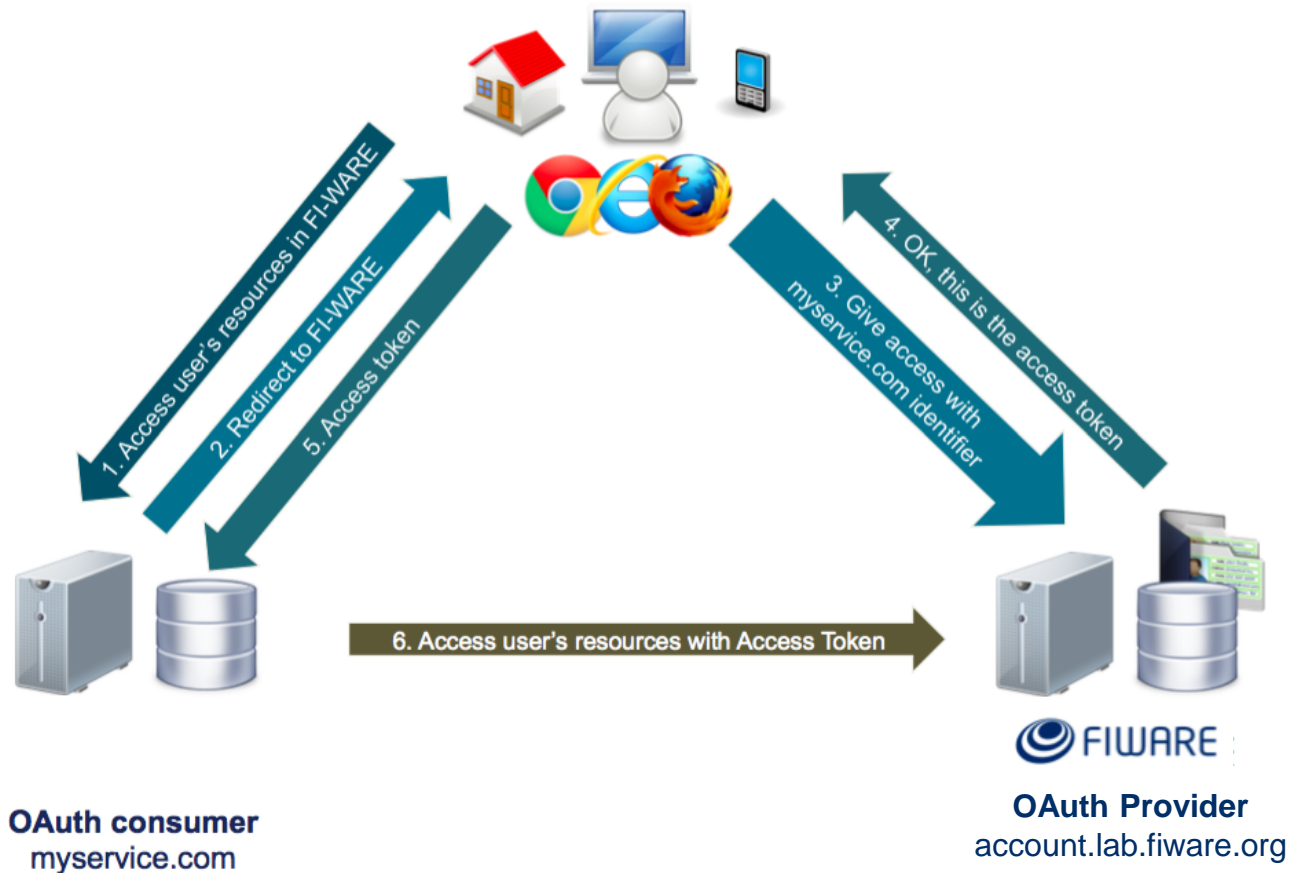 1. Access user's resources in FI-WARE
2. Redirect to FI-WARE
5. Access token
3. Give access with
myservice.com identifier
4. OK, this is the access token
6. Access user's resources with Access Token
FIWARE
OAuth consumer
myservice.com
OAuth Provider
account.lab.fiware.org